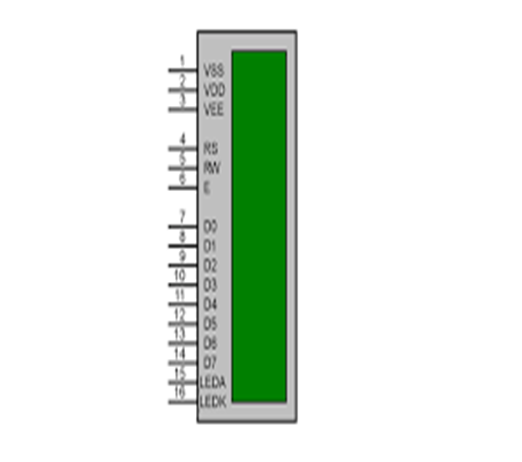 1 VSS
2 VDD
3 VEE
4 RS
5 RW
6 E
7 D0
8 D1
9 D2
10 D3
11 D4
12 D5
13 D6
14 D7
15 LEDA
16 LEDK